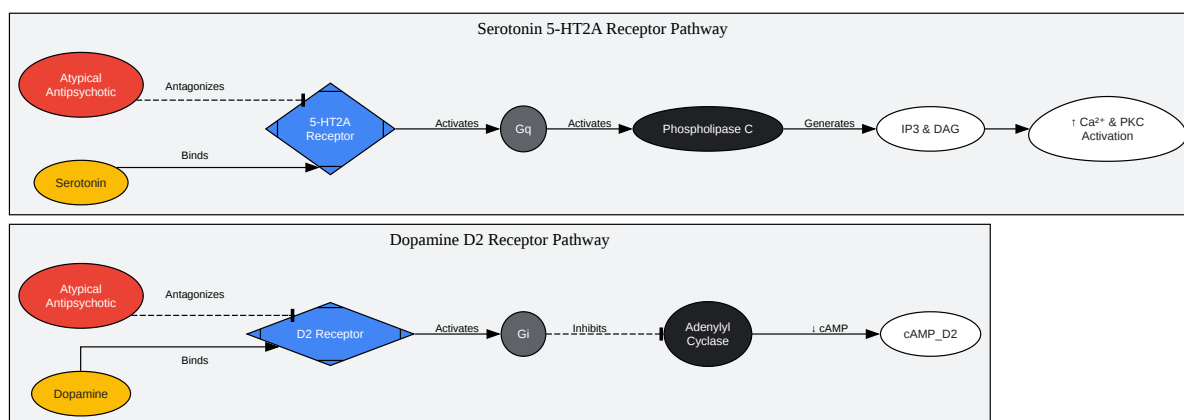 Serotonin 5-HT2A Receptor Pathway
Atypical
Antipsychotic
Antagonizes
5-HT2A
Receptor
Binds
Serotonin
Activates
Gq
Activates
Phospholipase C
Generates
IP3 & DAG
↑ Ca²⁺ & PKC
Activation
Dopamine D2 Receptor Pathway
Atypical
Antipsychotic
Antagonizes
D2 Receptor
Binds
Dopamine
Activates
Gi
Inhibits
Adenylyl
Cyclase
↓ cAMP
cAMP_D2